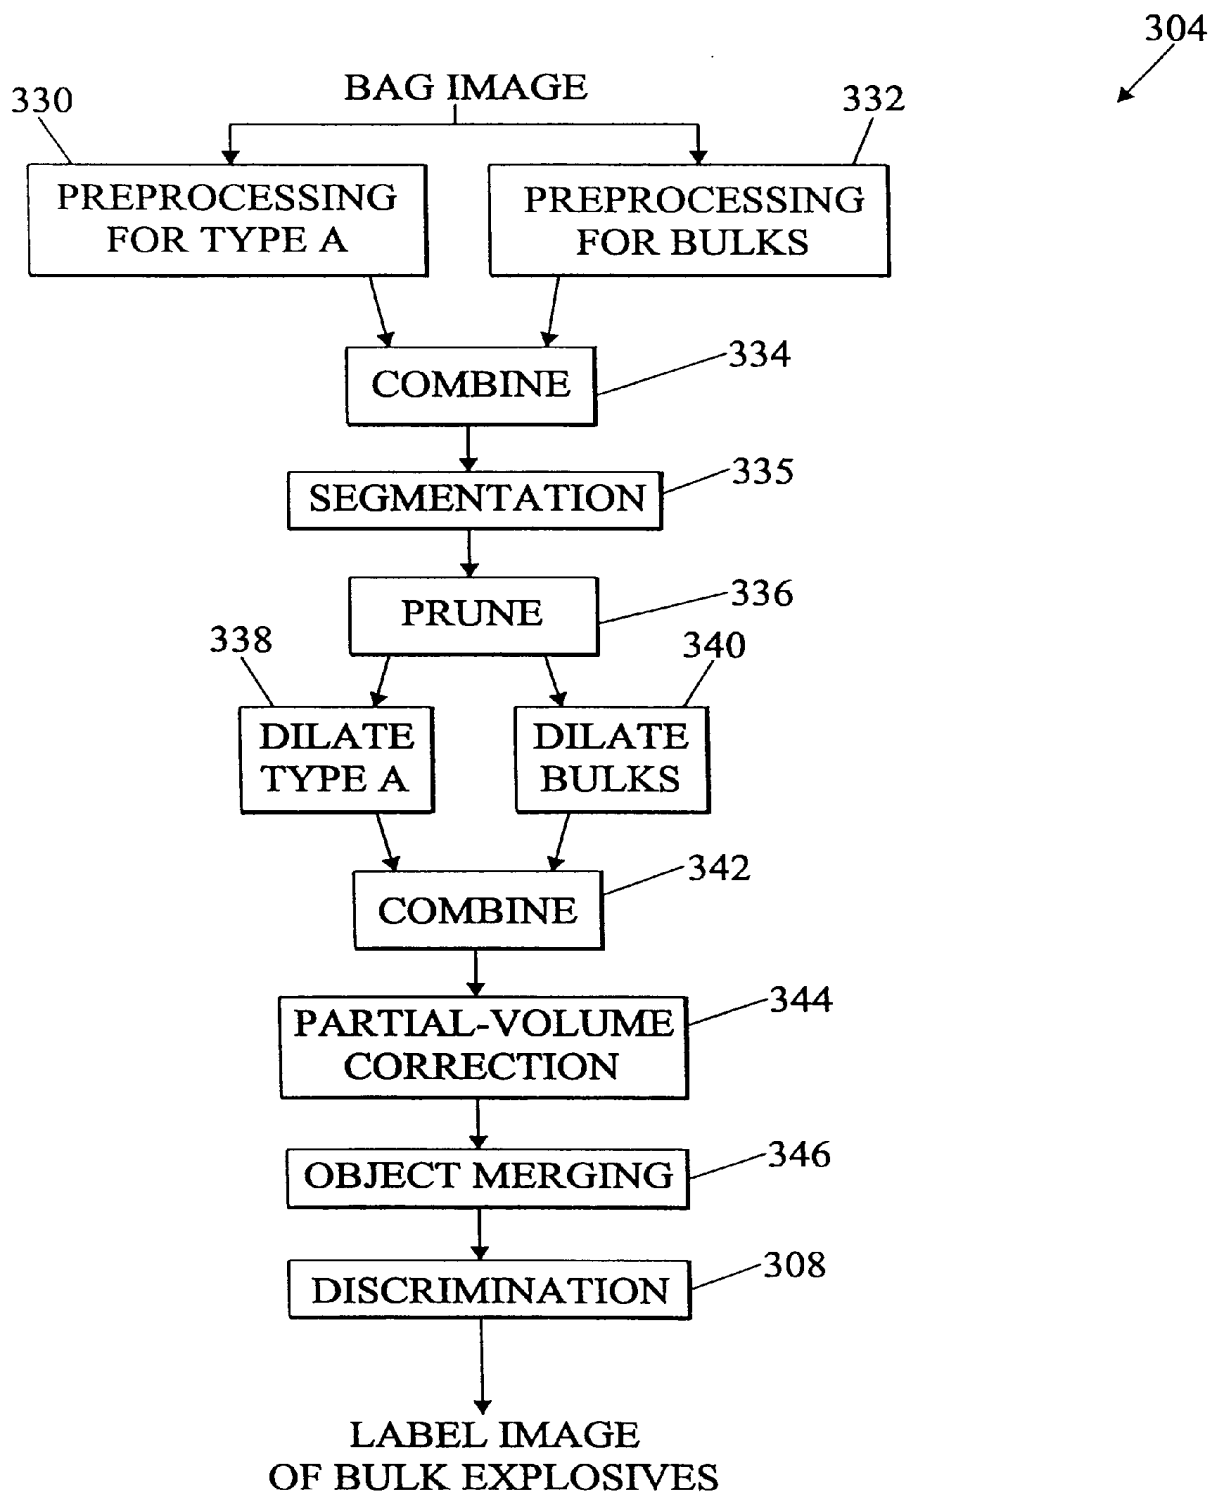 304
BAG IMAGE
330
332
PREPROCESSING
FOR TYPE A
PREPROCESSING
FOR BULKS
334
COMBINE
335
SEGMENTATION
336
PRUNE
338
340
DILATE
TYPE A
DILATE
BULKS
342
COMBINE
344
PARTIAL-VOLUME
CORRECTION
346
OBJECT MERGING
308
DISCRIMINATION
LABEL IMAGE
OF BULK EXPLOSIVES